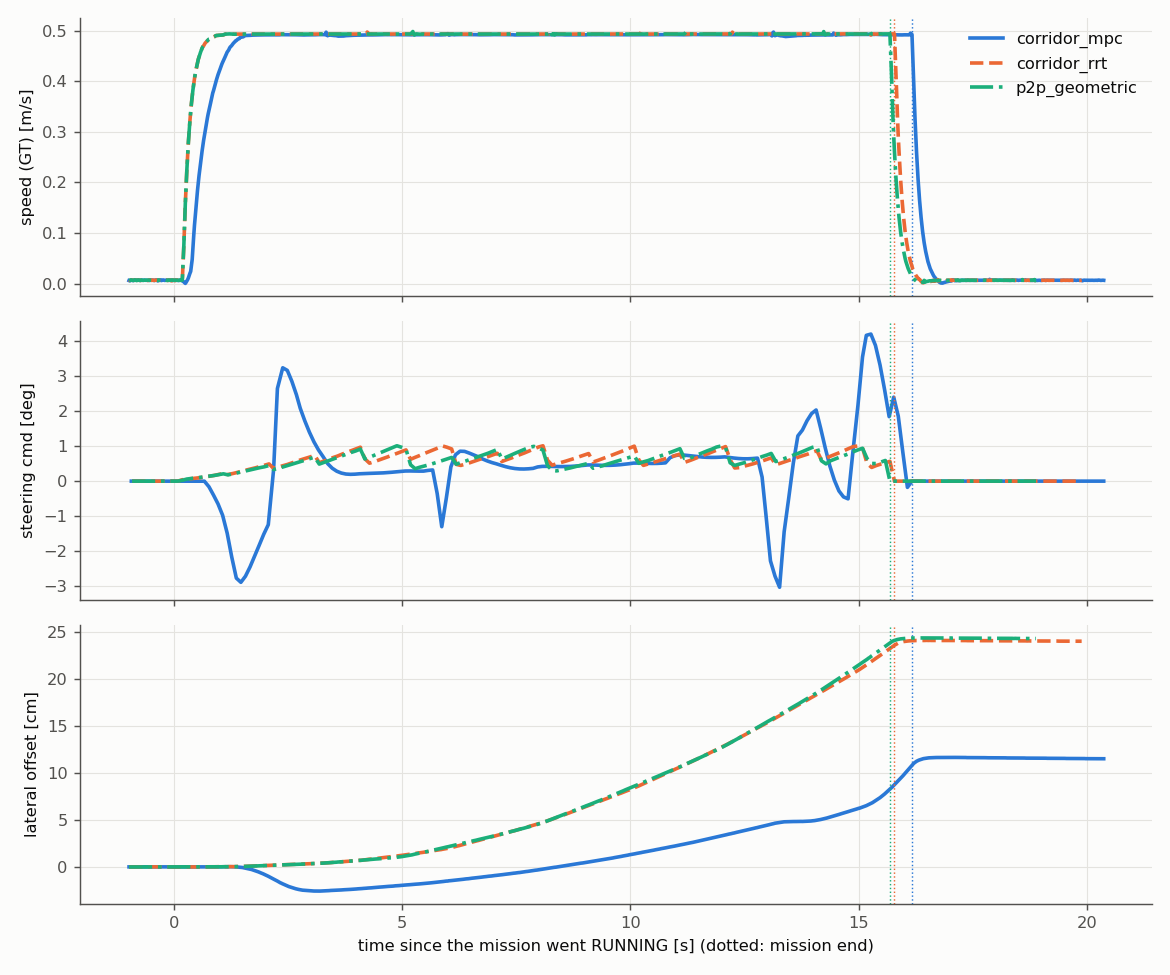 speed (GT) [m/s]
0.5
0.4
0.3
0.2
0.1
0.0
corridor_mpc
corridor_rrt
p2p_geometric
steering cmd [deg]
4
3
2
1
0
−1
−2
−3
lateral offset [cm]
25
20
15
10
5
0
0 5 10 15 20
time since the mission went RUNNING [s] (dotted: mission end)